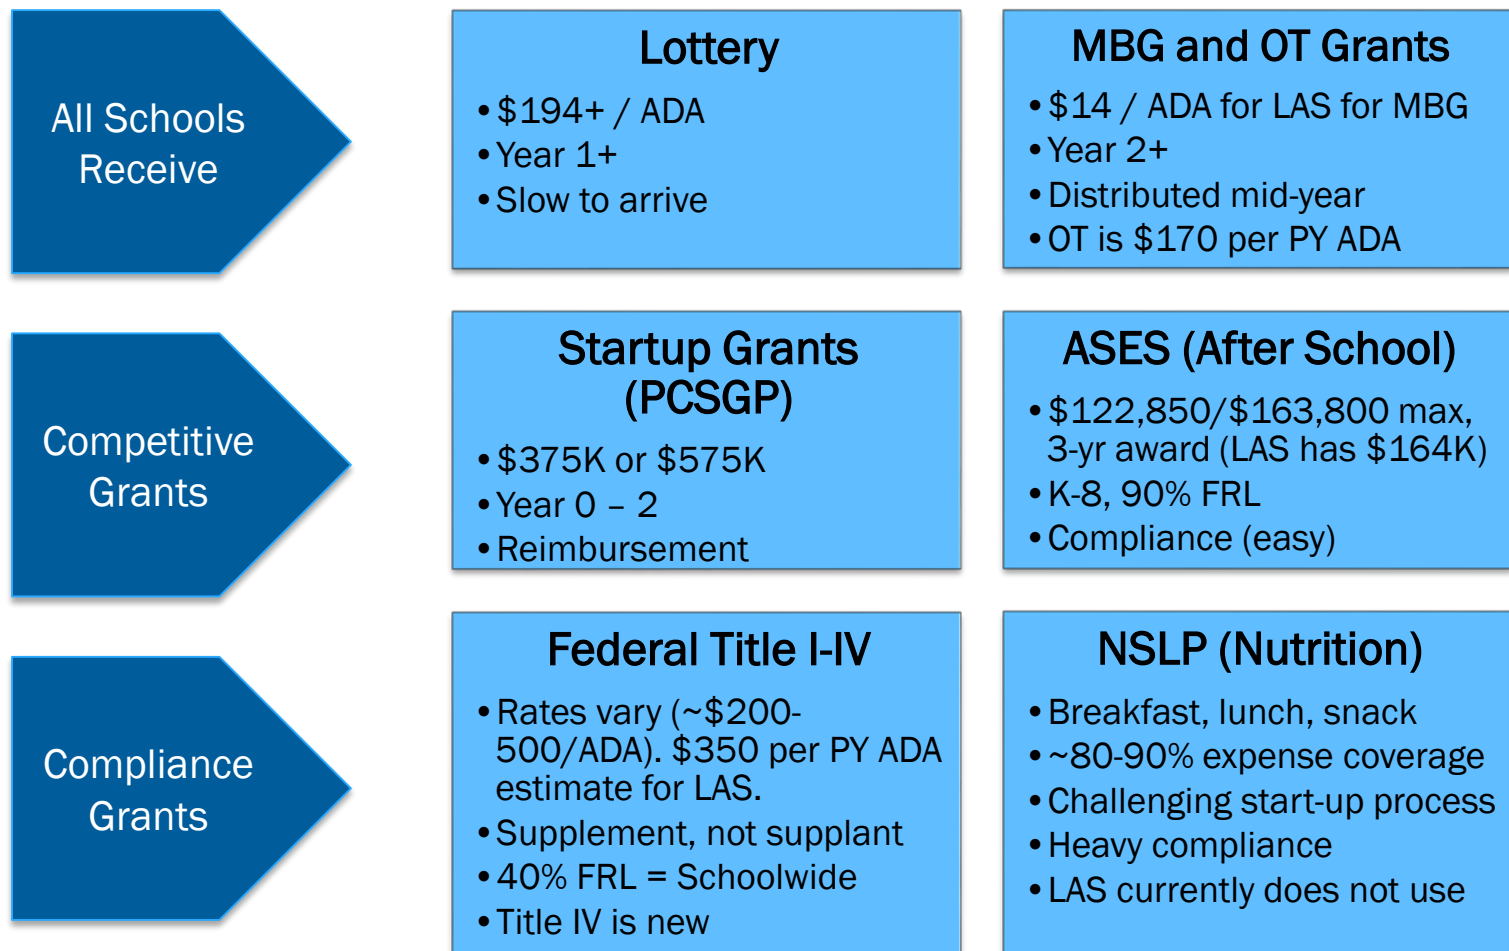 All Schools
Receive
Lottery
•$194+ / ADA
•Year 1+
•Slow to arrive
MBG and OT Grants
•$14 / ADA for LAS for MBG
•Year 2+
•Distributed mid-year
•OT is $170 per PY ADA
Competitive
Grants
Startup Grants
(PCSGP)
•$375K or $575K
•Year 0 – 2
•Reimbursement
ASES (After School)
•$122,850/$163,800 max,
3-yr award (LAS has $164K)
•K-8, 90% FRL
•Compliance (easy)
Compliance
Grants
Federal Title I-IV
•Rates vary (~$200-
500/ADA). $350 per PY ADA
estimate for LAS.
•Supplement, not supplant
•40% FRL = Schoolwide
•Title IV is new
NSLP (Nutrition)
•Breakfast, lunch, snack
•~80-90% expense coverage
•Challenging start-up process
•Heavy compliance
•LAS currently does not use